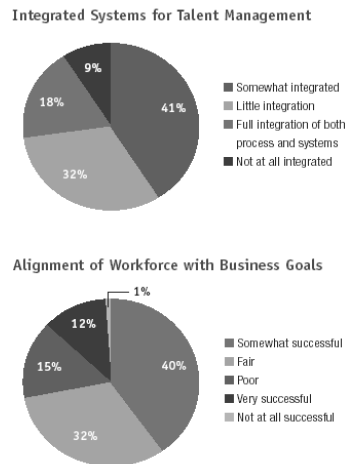 Integrated Systems for Talent Management
9%
18%
41%
32%
Somewhat integrated
Little integration
Full integration of both
process and systems
Not at all integrated
Alignment of Workforce with Business Goals
1%
12%
15%
40%
32%
Somewhat successful
Fair
Poor
Very successful
Not at all successful